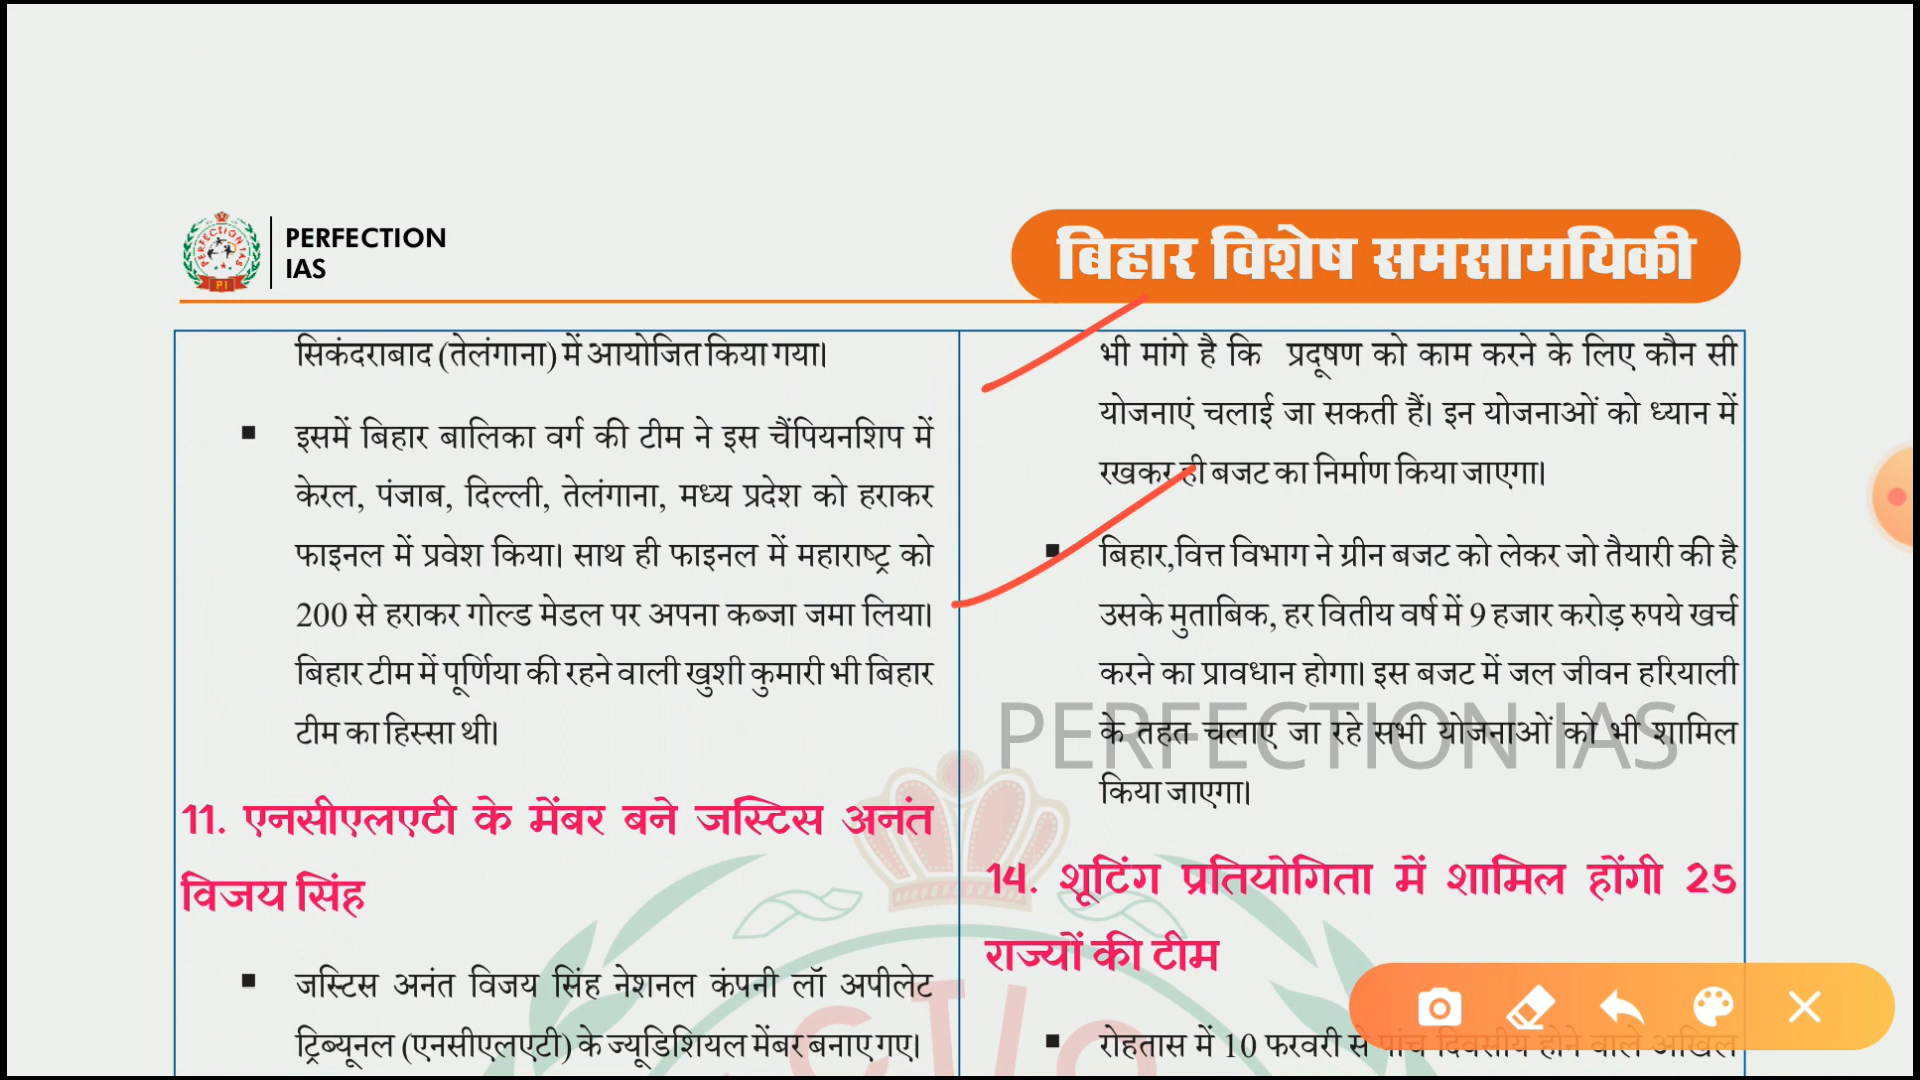 PERFECTION
IAS
बिहार विशेष समसामयिकी
सिकंदराबाद (तेलंगाना) में आयोजित किया गया।
▪ इसमें बिहार बालिका वर्ग की टीम ने इस चैंपियनशिप में
केरल, पंजाब, दिल्ली, तेलंगाना, मध्य प्रदेश को हराकर
फाइनल में प्रवेश किया। साथ ही फाइनल में महाराष्ट्र को
200 से हराकर गोल्ड मेडल पर अपना कब्जा जमा लिया।
बिहार टीम में पूर्णिया की रहने वाली खुशी कुमारी भी बिहार
टीम का हिस्सा थी।
11. एनसीएलएटी के मेंबर बने जस्टिस अनंत
विजय सिंह
▪ जस्टिस अनंत विजय सिंह नेशनल कंपनी लॉ अपीलेट
ट्रिब्यूनल (एनसीएलएटी) के ज्यूडिशियल मेंबर बनाए गए।
भी मांगे है कि प्रदूषण को काम करने के लिए कौन सी
योजनाएं चलाई जा सकती हैं। इन योजनाओं को ध्यान में
रखकर ही बजट का निर्माण किया जाएगा।
▪ बिहार,वित्त विभाग ने ग्रीन बजट को लेकर जो तैयारी की है
उसके मुताबिक, हर वितीय वर्ष में 9 हजार करोड़ रुपये खर्च
करने का प्रावधान होगा। इस बजट में जल जीवन हरियाली
के तहत चलाए जा रहे सभी योजनाओं को भी शामिल
किया जाएगा।
PERFECTION IAS
14. शूटिंग प्रतियोगिता में शामिल होंगी 25
राज्यों की टीम
▪ रोहतास में 10 फरवरी से पांच दिवसीय होने वाले अखिल